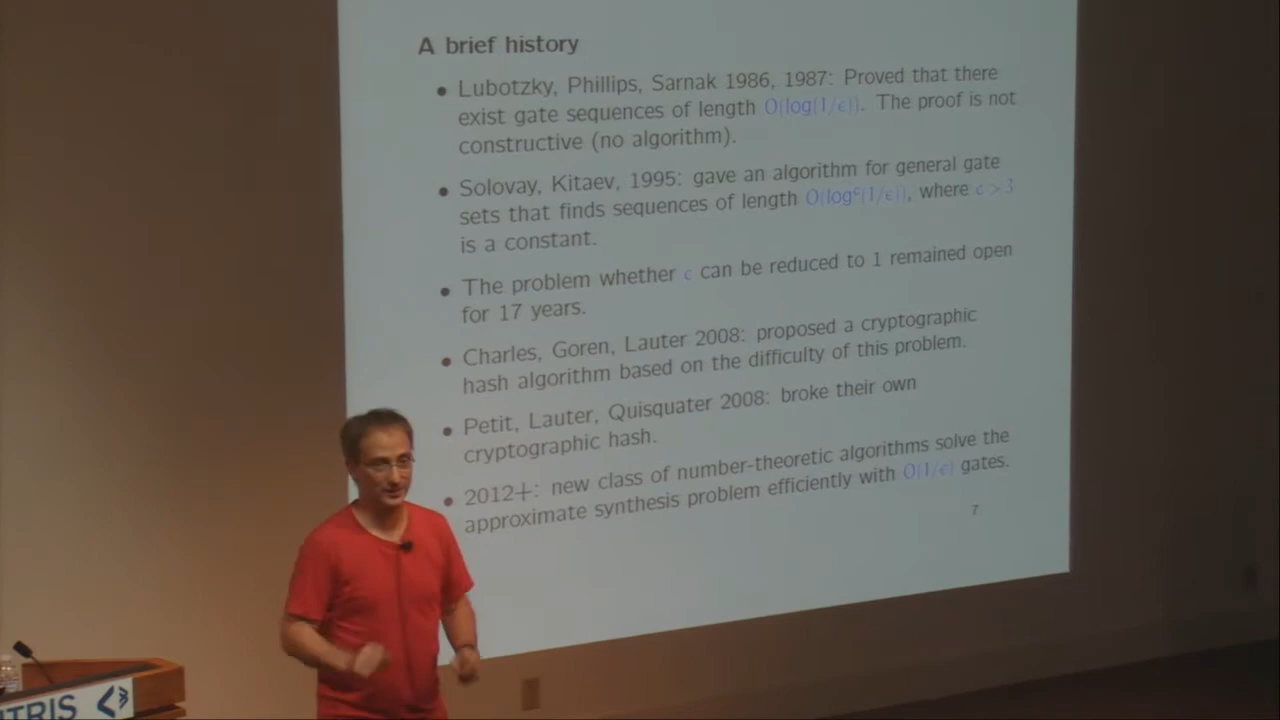 A brief history
• Lubotzky, Phillips, Sarnak 1986, 1987: Proved that there
exist gate sequences of length O(log(1/ϵ)). The proof is not
constructive (no algorithm).
• Solovay, Kitaev, 1995: gave an algorithm for general gate
sets that finds sequences of length O(logᶜ(1/ϵ)), where c > 3
is a constant.
• The problem whether c can be reduced to 1 remained open
for 17 years.
• Charles, Goren, Lauter 2008: proposed a cryptographic
hash algorithm based on the difficulty of this problem.
• Petit, Lauter, Quisquater 2008: broke their own
cryptographic hash.
• 2012+: new class of number-theoretic algorithms solve the
approximate synthesis problem efficiently with O(1/ϵ) gates.
7
TRIS